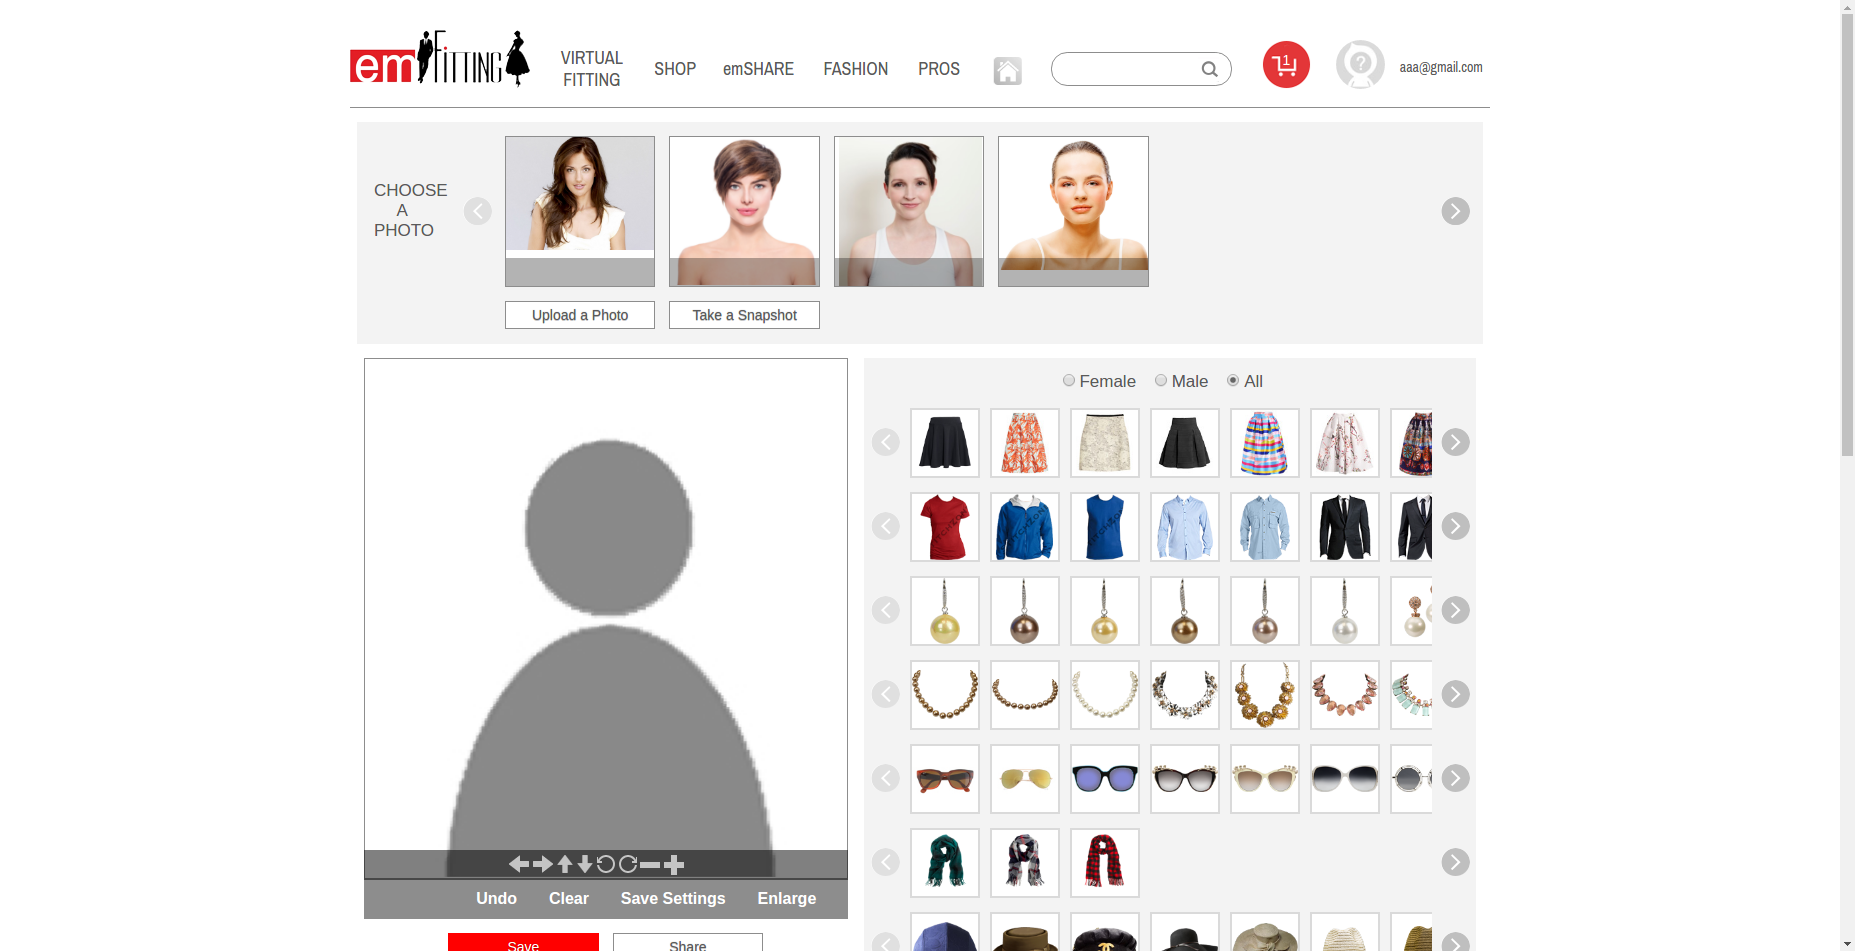 emFITTING
VIRTUAL
FITTING
SHOP
emSHARE
FASHION
PROS
1
?
aaa@gmail.com
CHOOSE
A
PHOTO
Upload a Photo
Take a Snapshot
Female
Male
All
Undo
Clear
Save Settings
Enlarge
Save
Share